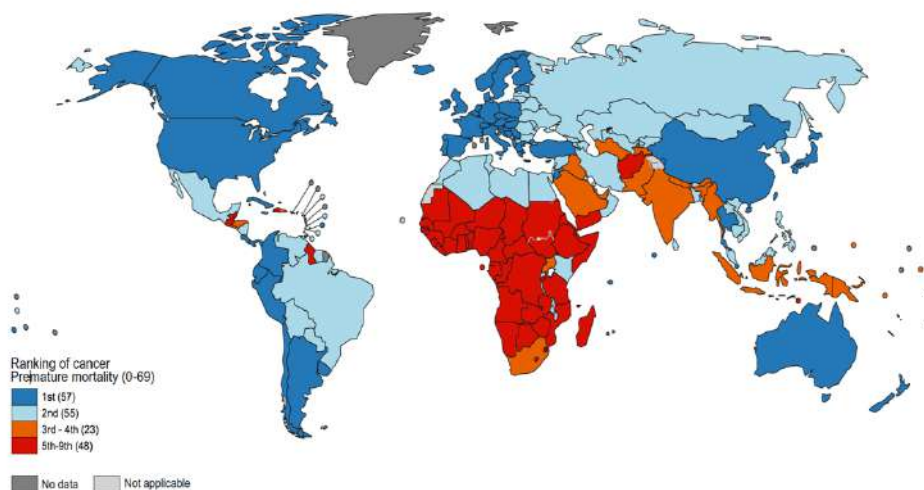 Ranking of cancer
Premature mortality (0-69)
1st (57)
2nd (55)
3rd - 4th (23)
5th-9th (48)
No data
Not applicable